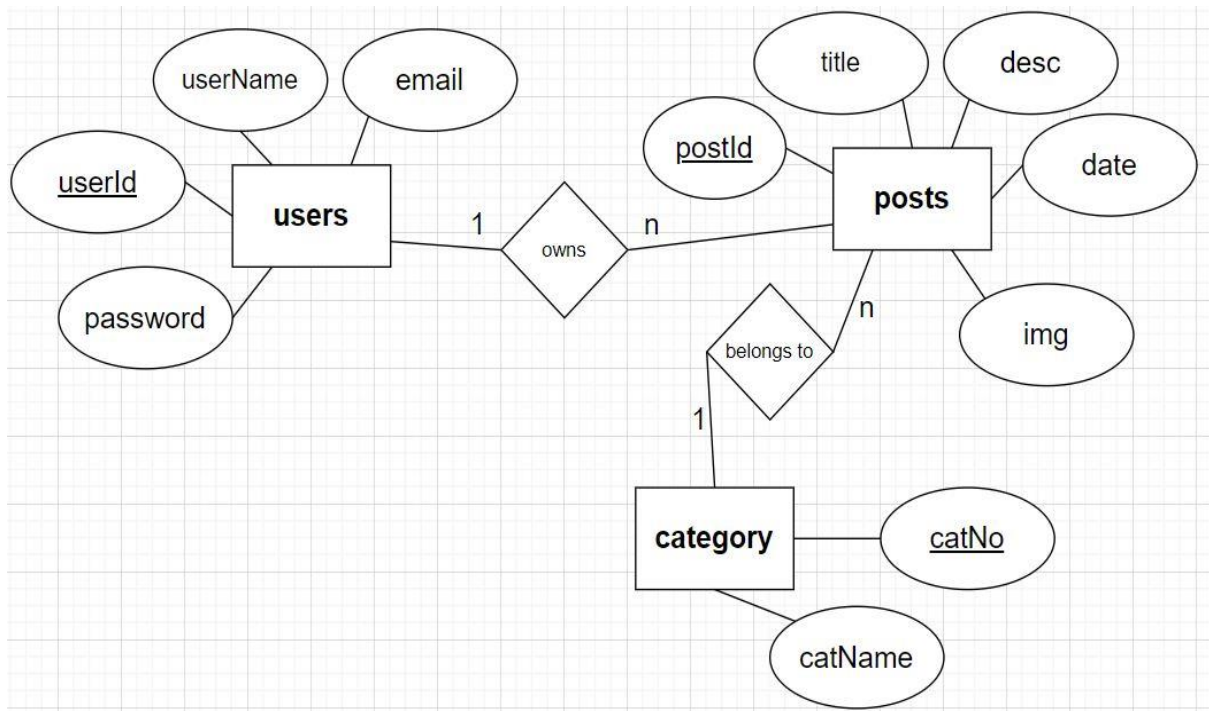 title
desc
userName
email
postId
date
userId
users
posts
1
n
owns
password
n
img
belongs to
1
category
catNo
catName